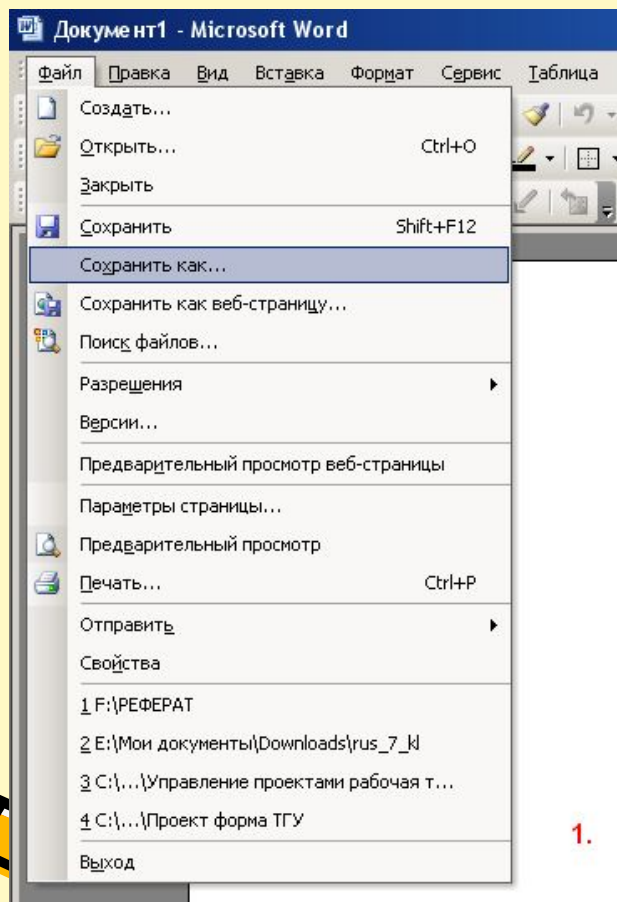 Документ1 - Microsoft Word
Файл Правка Вид Вставка Формат Сервис Таблица
Создать...
Открыть... Ctrl+O
Закрыть
Сохранить Shift+F12
Сохранить как...
Сохранить как веб-страницу...
Поиск файлов...
Разрешения
Версии...
Предварительный просмотр веб-страницы
Параметры страницы...
Предварительный просмотр
Печать... Ctrl+P
Отправить
Свойства
1 F:\РЕФЕРАТ
2 E:\Мои документы\Downloads\rus_7_kl
3 C:\...\Управление проектами рабочая т...
4 C:\...\Проект форма ТГУ
Выход
1.